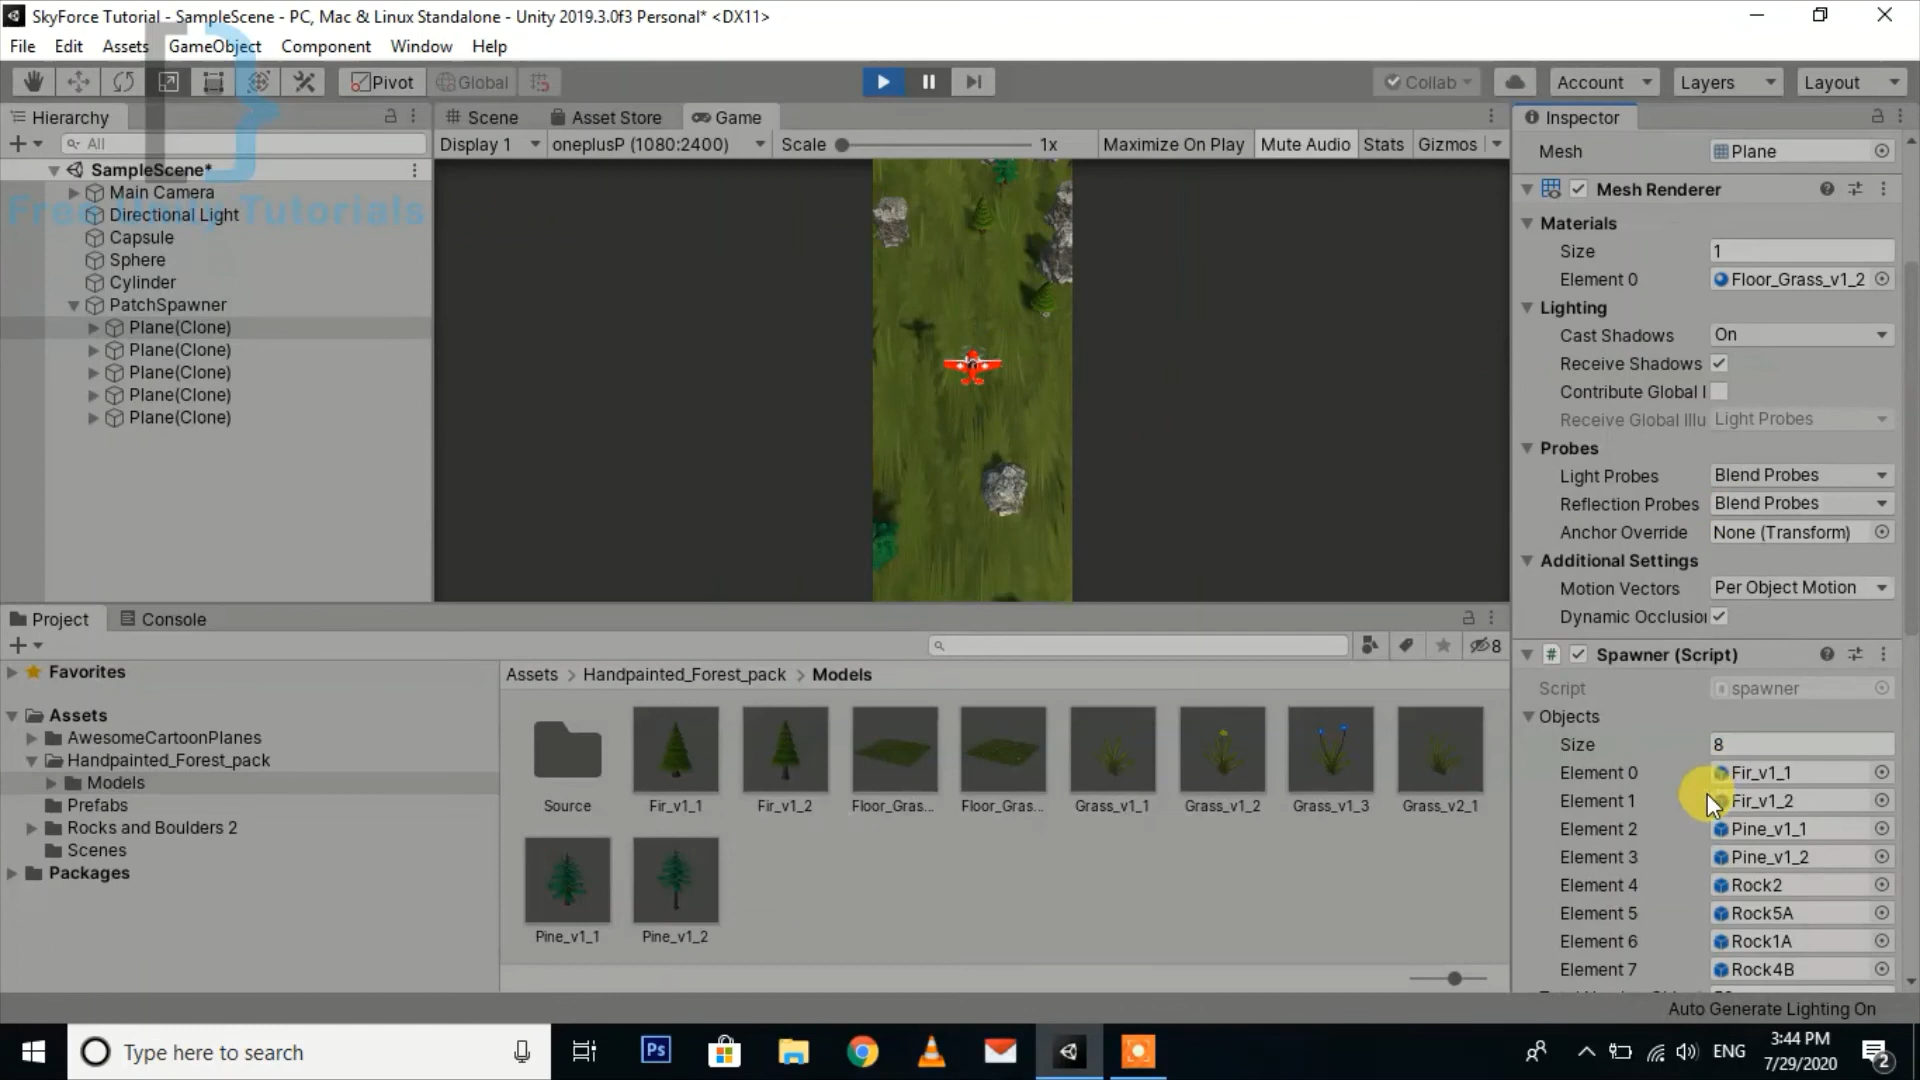 SkyForce Tutorial - SampleScene - PC, Mac & Linux Standalone - Unity 2019.3.0f3 Personal* <DX11>
File Edit Assets GameObject Component Window Help
Pivot Global Collab Account Layers Layout
Hierarchy Scene Asset Store Game Inspector
All Display 1 oneplusP (1080:2400) Scale 1x Maximize On Play Mute Audio Stats Gizmos
SampleScene*
Main Camera
Directional Light
Free Unity Tutorials
Capsule
Sphere
Cylinder
PatchSpawner
Plane(Clone)
Plane(Clone)
Plane(Clone)
Plane(Clone)
Plane(Clone)
Mesh Plane
Mesh Renderer
Materials
Size 1
Element 0 Floor_Grass_v1_2
Lighting
Cast Shadows On
Receive Shadows
Contribute Global I
Receive Global Illu Light Probes
Probes
Light Probes Blend Probes
Reflection Probes Blend Probes
Anchor Override None (Transform)
Additional Settings
Motion Vectors Per Object Motion
Dynamic Occlusion
Spawner (Script)
Script spawner
Objects
Size 8
Element 0 Fir_v1_1
Element 1 Fir_v1_2
Element 2 Pine_v1_1
Element 3 Pine_v1_2
Element 4 Rock2
Element 5 Rock5A
Element 6 Rock1A
Element 7 Rock4B
Project Console
8
Favorites
Assets
AwesomeCartoonPlanes
Handpainted_Forest_pack
Models
Prefabs
Rocks and Boulders 2
Scenes
Packages
Assets > Handpainted_Forest_pack > Models
Source Fir_v1_1 Fir_v1_2 Floor_Gras... Floor_Gras... Grass_v1_1 Grass_v1_2 Grass_v1_3 Grass_v2_1
Pine_v1_1 Pine_v1_2
Auto Generate Lighting On
Type here to search Ps ENG 3:44 PM
7/29/2020 2